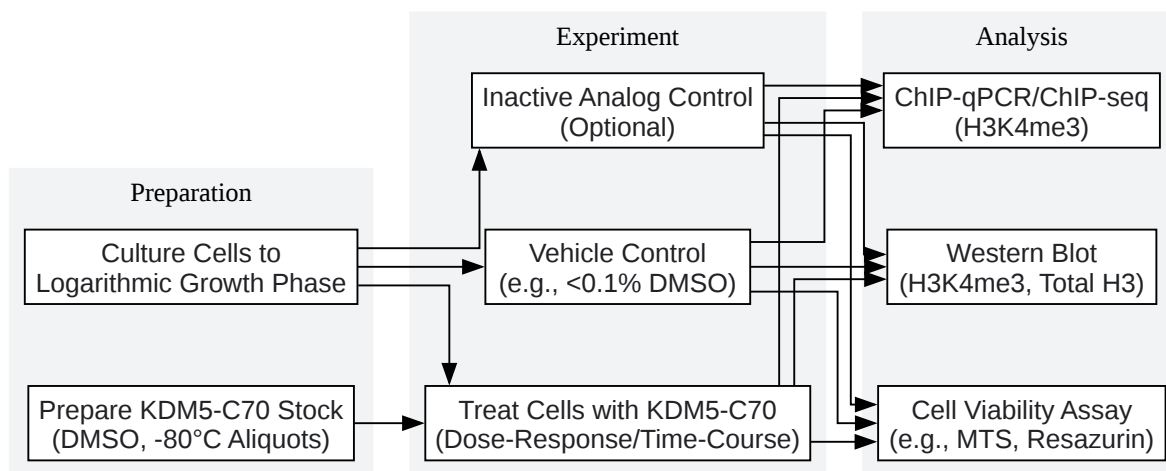 Preparation
Culture Cells to
Logarithmic Growth Phase
Prepare KDM5-C70 Stock
(DMSO, -80°C Aliquots)
Experiment
Inactive Analog Control
(Optional)
Vehicle Control
(e.g., <0.1% DMSO)
Treat Cells with KDM5-C70
(Dose-Response/Time-Course)
Analysis
ChIP-qPCR/ChIP-seq
(H3K4me3)
Western Blot
(H3K4me3, Total H3)
Cell Viability Assay
(e.g., MTS, Resazurin)